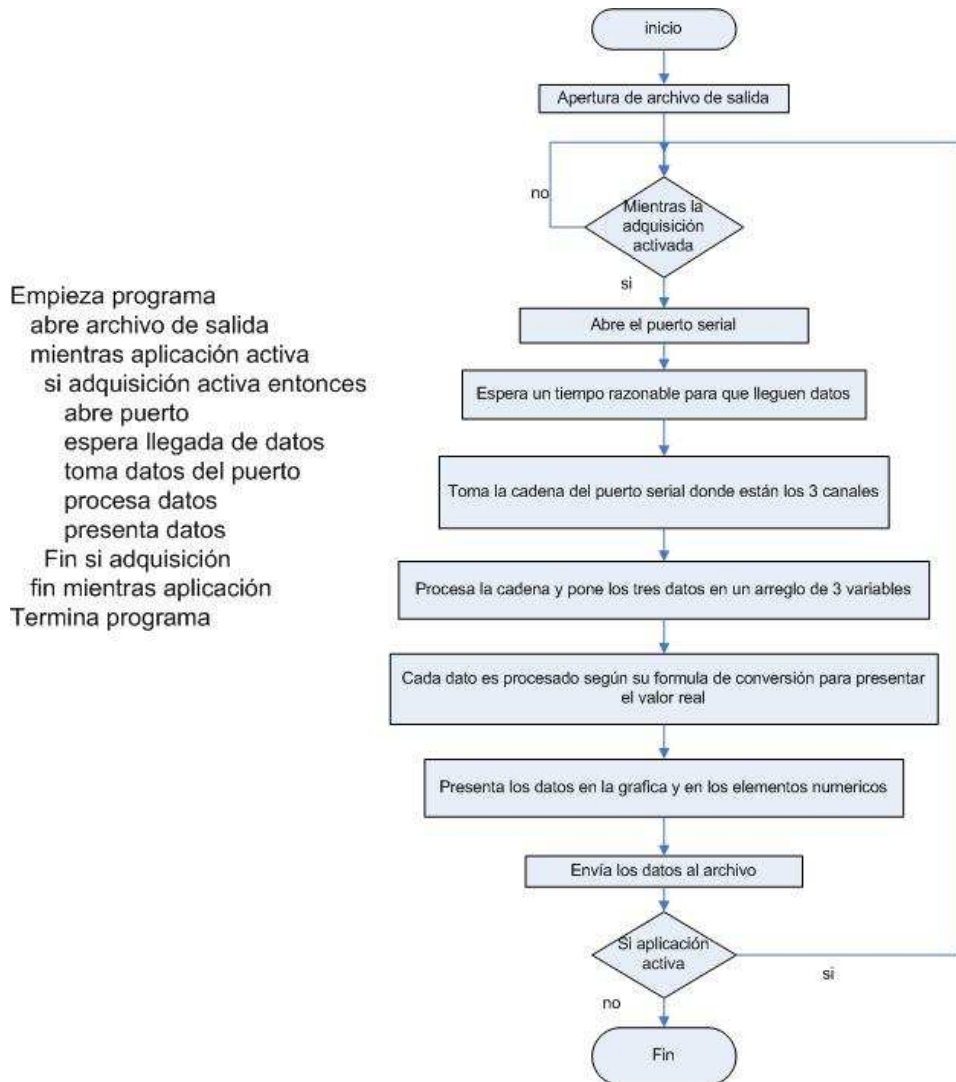 Empieza programa
abre archivo de salida
mientras aplicación activa
si adquisición activa entonces
abre puerto
espera llegada de datos
toma datos del puerto
procesa datos
presenta datos
Fin si adquisición
fin mientras aplicación
Termina programa
inicio
Apertura de archivo de salida
no
Mientras la
adquisición
activada
si
Abre el puerto serial
Espera un tiempo razonable para que lleguen datos
Toma la cadena del puerto serial donde están los 3 canales
Procesa la cadena y pone los tres datos en un arreglo de 3 variables
Cada dato es procesado según su formula de conversión para presentar
el valor real
Presenta los datos en la grafica y en los elementos numericos
Envía los datos al archivo
Si aplicación
activa
si
no
Fin